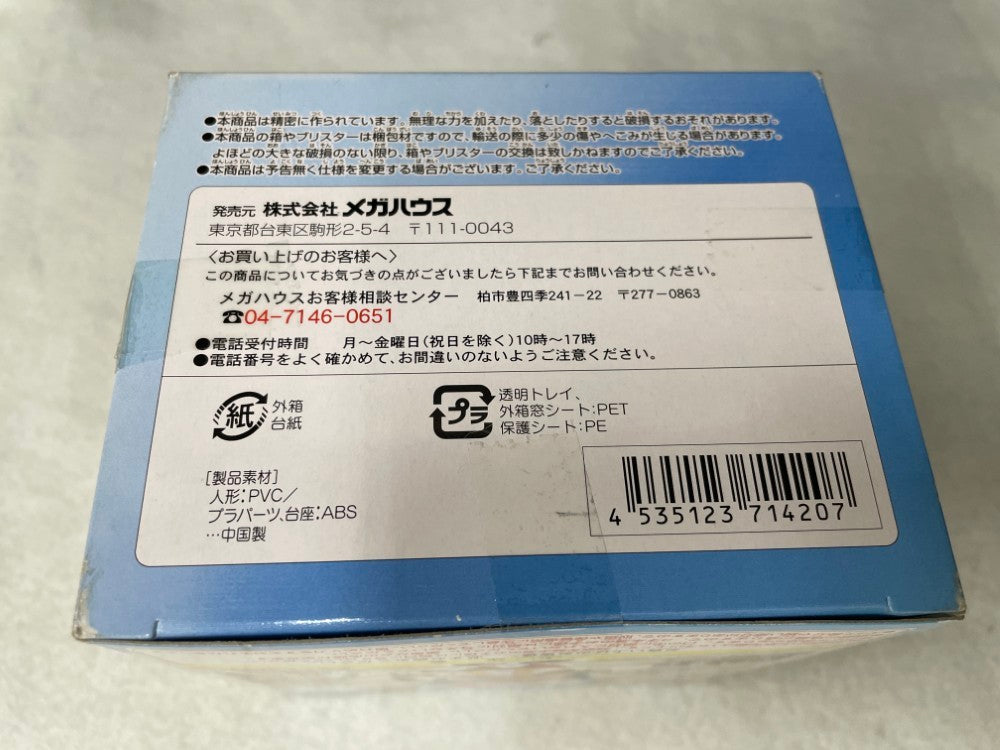 ●本商品は精密に作られています。無理な力を加えたり、落としたりすると破損するおそれがあります。
●本商品の箱やブリスターは梱包材ですので、輸送の際に多少の傷やへこみが生じる場合があります。
よほどの大きな破損のない限り、箱やブリスターの交換は致しかねますのでご了承ください。
●本商品は予告無く仕様を変更する場合がございます。ご了承ください。
発売元 株式会社 メガハウス
東京都台東区駒形2-5-4 〒111-0043
〈お買い上げのお客様へ〉
この商品についてお気づきの点がございましたら下記までお問い合わせください。
メガハウスお客様相談センター 柏市豊四季241-22 〒277-0863
☎04-7146-0651
●電話受付時間 月〜金曜日(祝日を除く)10時〜17時
●電話番号をよく確かめて、お間違いのないようご注意ください。
紙 外箱
台紙
プラ 透明トレイ、
外箱窓シート:PET
保護シート:PE
[製品素材]
人形:PVC/
プラパーツ、台座:ABS
…中国製
4 535123 714207